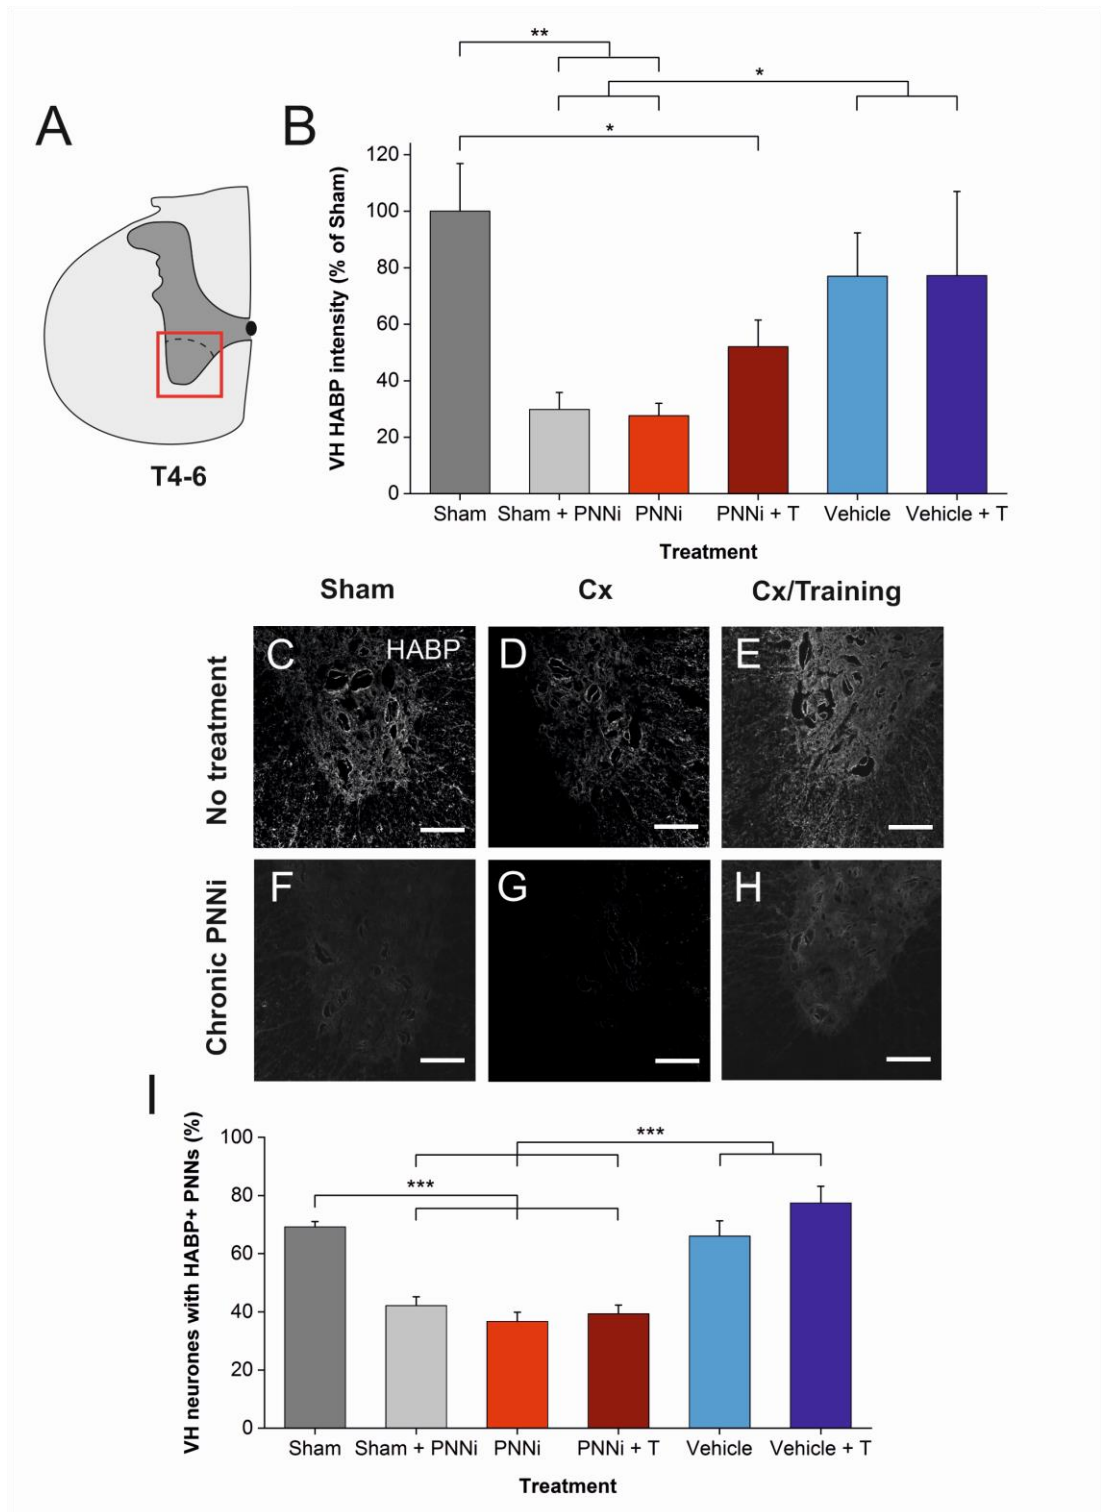 A
T4-6
B
**
*
*
VH HABP intensity (% of Sham)
120
100
80
60
40
20
0
Sham Sham + PNNi PNNi PNNi + T Vehicle Vehicle + T
Treatment
Sham Cx Cx/Training
No treatment
C HABP D E
Chronic PNNi
F G H
I
***
***
VH neurones with HABP+ PNNs (%)
100
80
60
40
20
0
Sham Sham + PNNi PNNi PNNi + T Vehicle Vehicle + T
Treatment